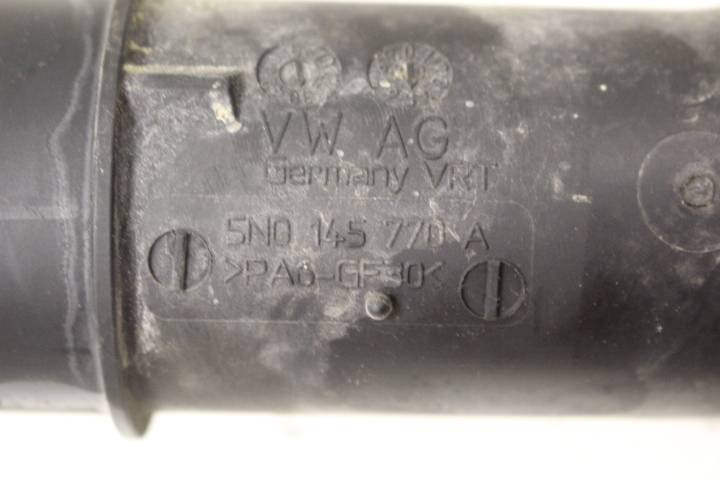 VW AG
Germany VRT
5N0 145 770 A
>PA6-GF30<